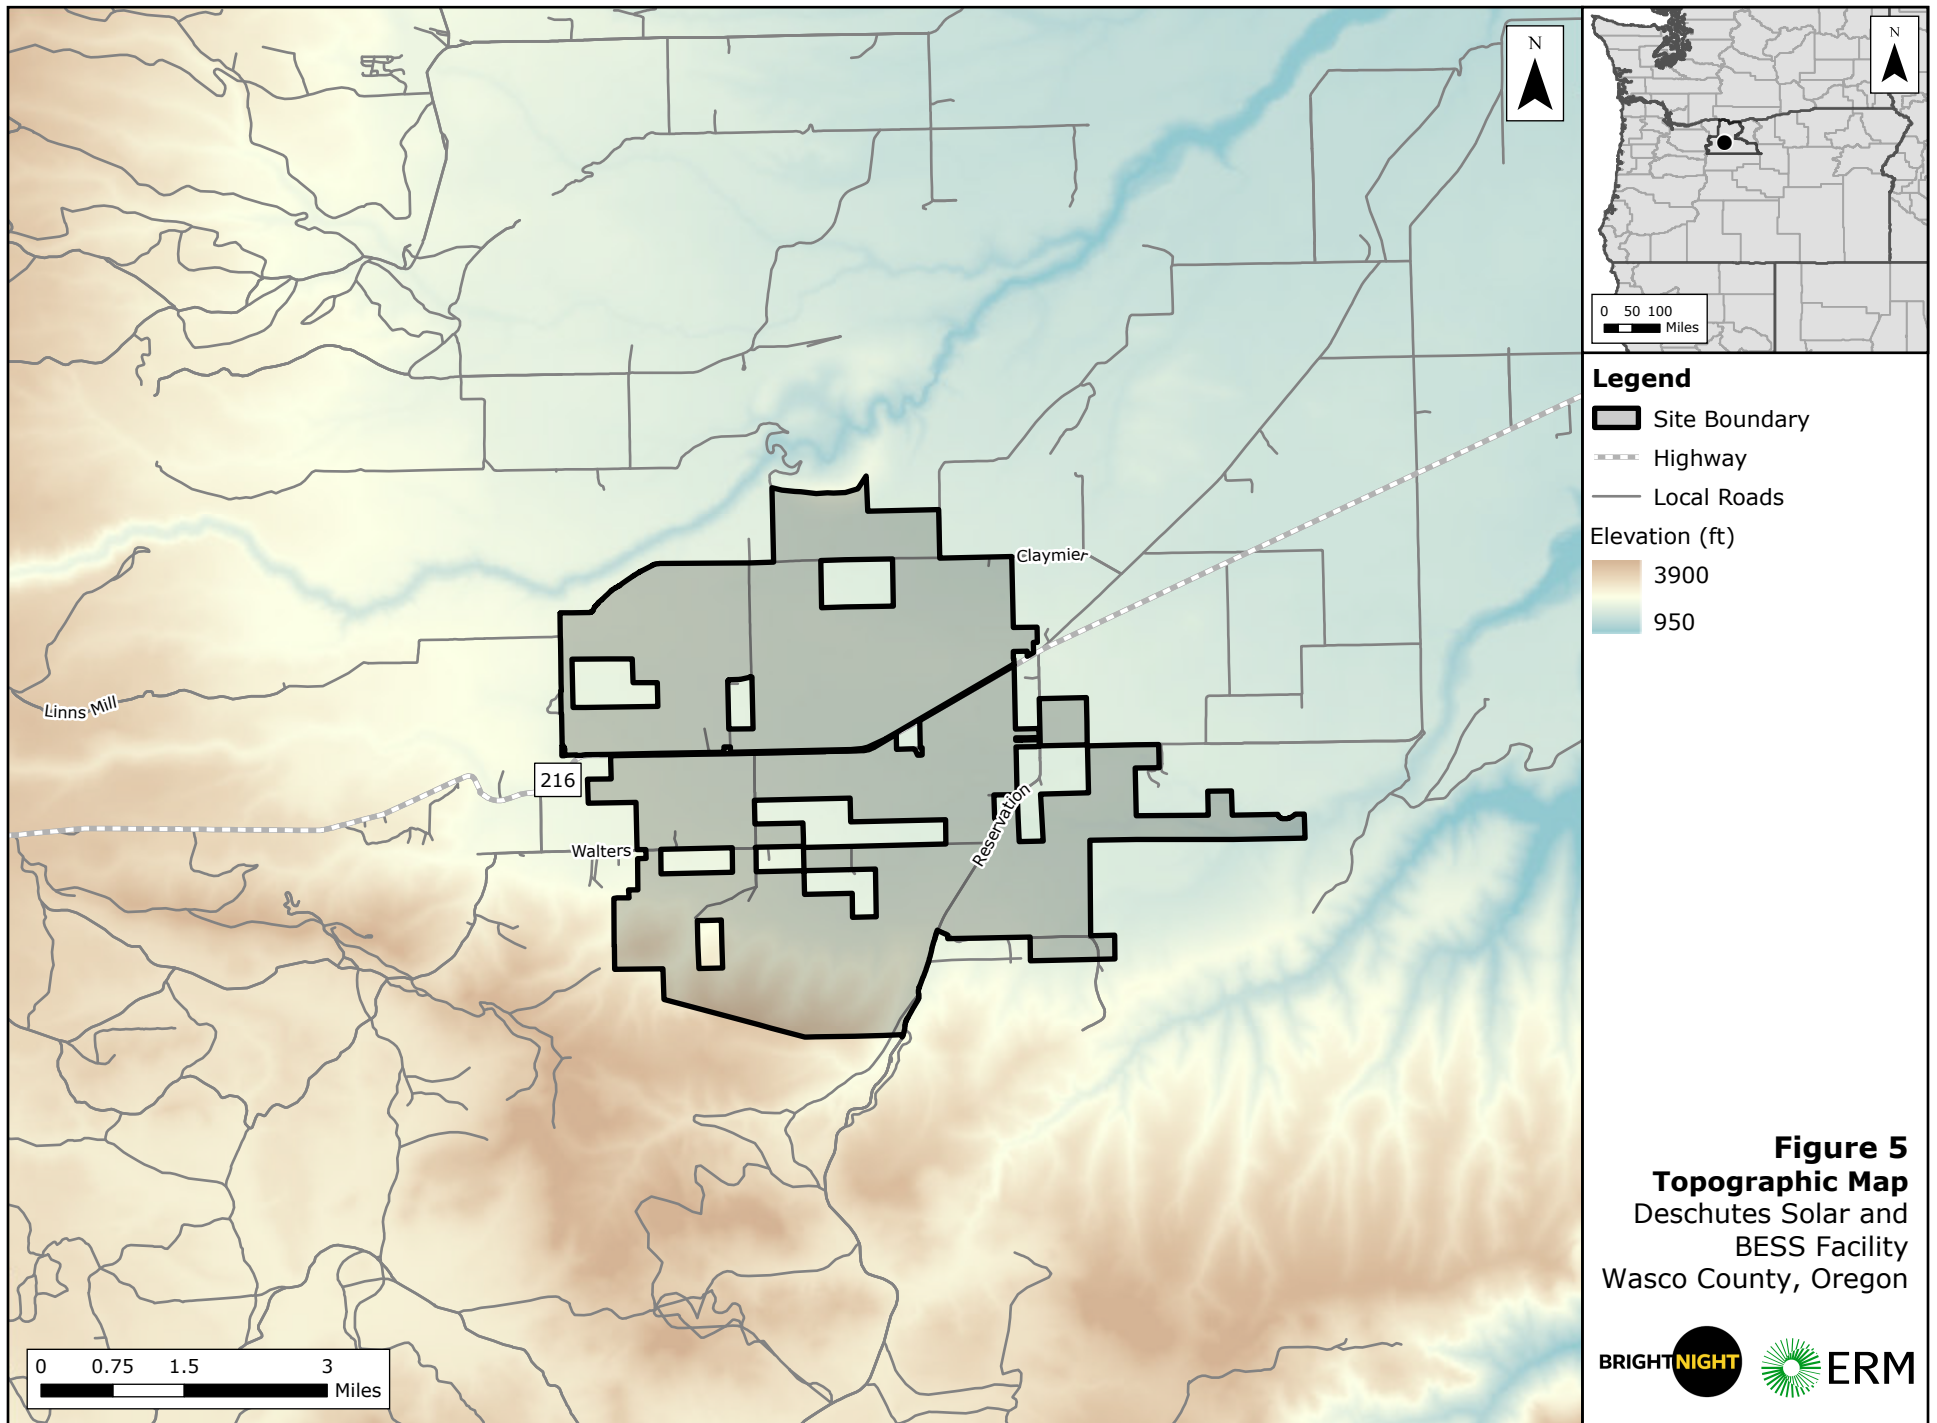 N
N
0 50 100
Miles
Legend
Site Boundary
Highway
Local Roads
Elevation (ft)
3900
950
Claymier
Linns Mill
216
Walters
Reservation
0 0.75 1.5 3
Miles
Figure 5
Topographic Map
Deschutes Solar and
BESS Facility
Wasco County, Oregon
BRIGHTNIGHT
ERM